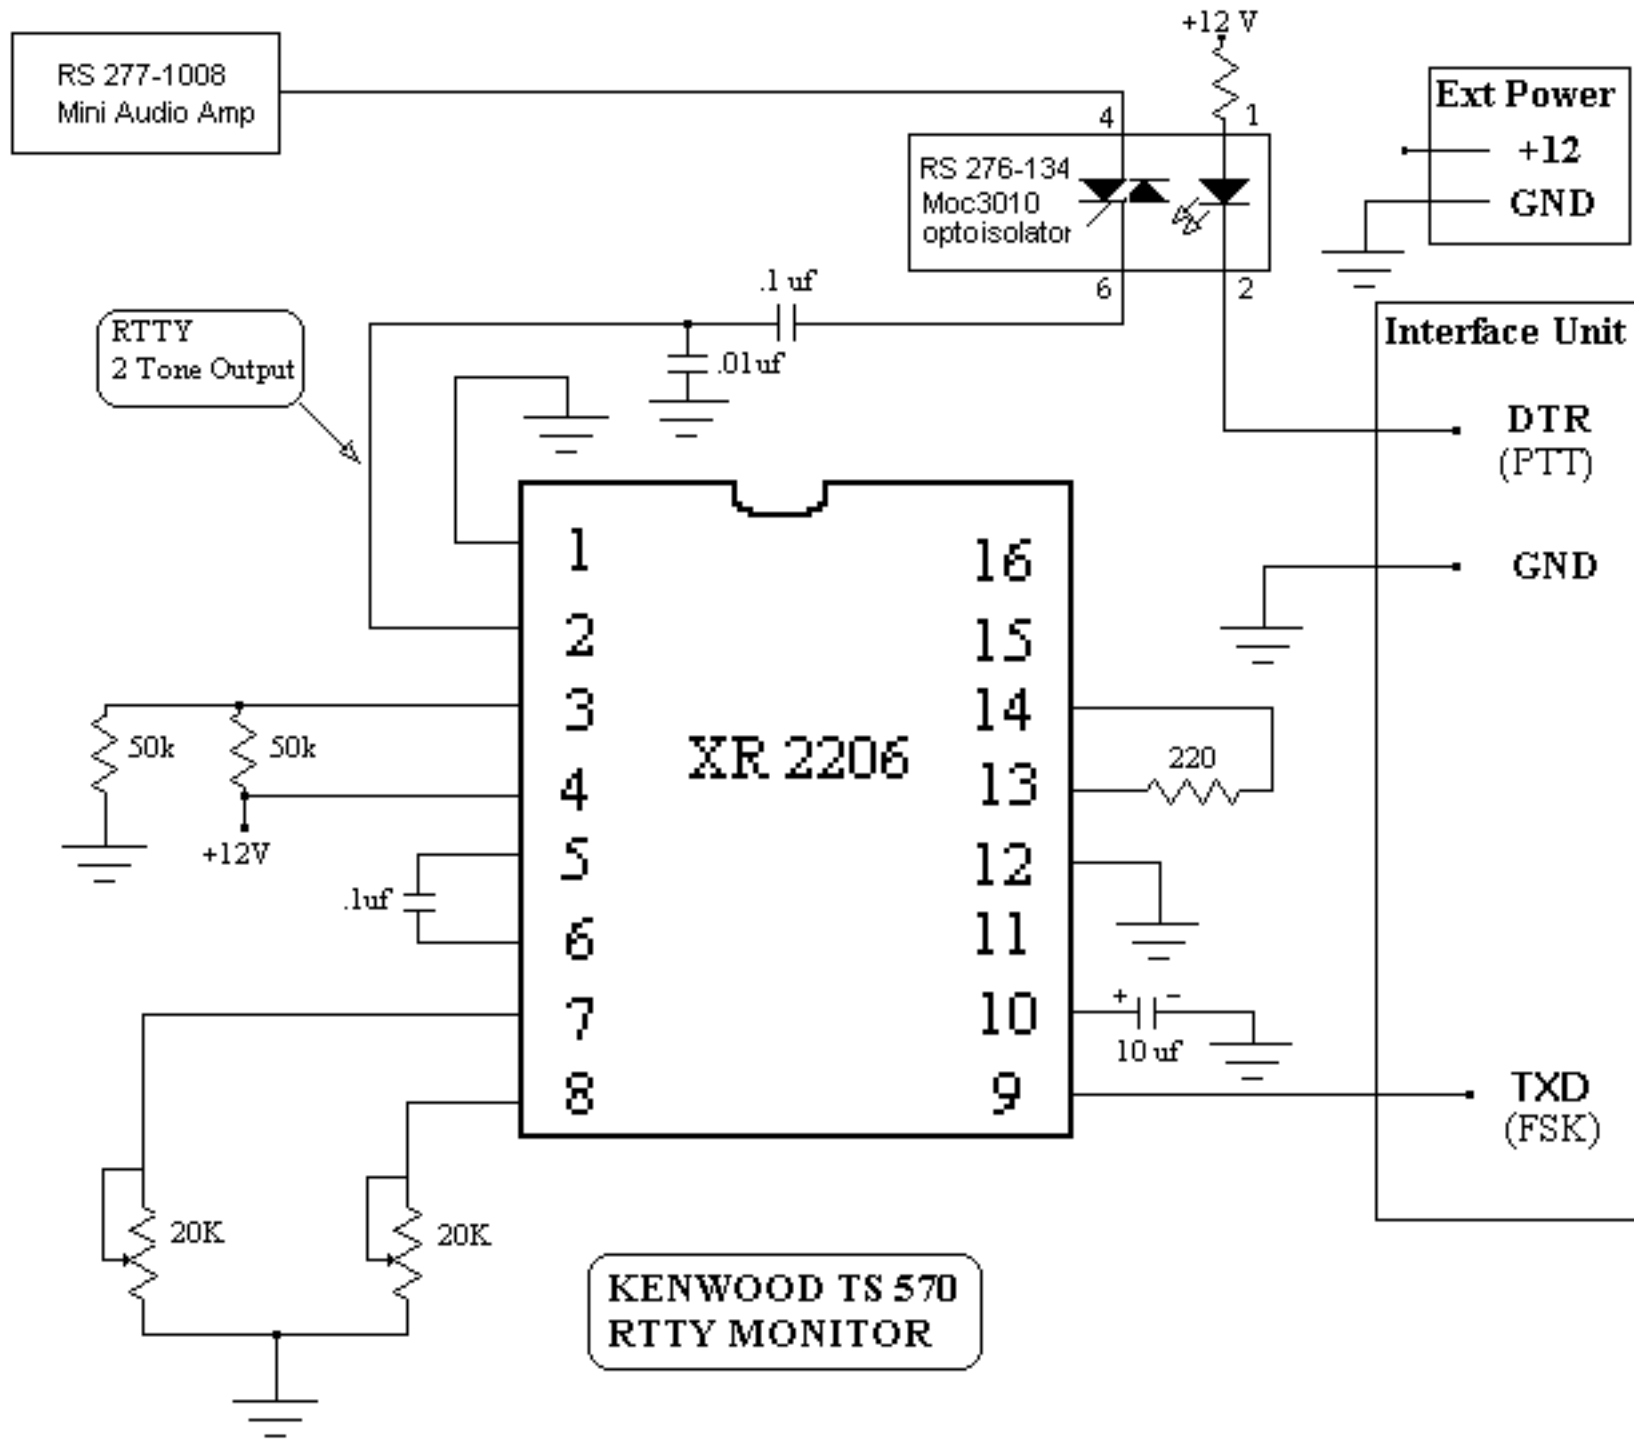 +12 V
RS 277-1008
Mini Audio Amp
Ext Power
+12
GND
4
1
RS 276-134
Moc3010
optoisolator
6
2
.1 uf
.01uf
RTTY
2 Tone Output
Interface Unit
DTR
(PTT)
GND
1
2
3
4
5
6
7
8
16
15
14
13
12
11
10
9
XR 2206
50k
50k
+12V
.1uf
220
+ -
10 uf
TXD
(FSK)
20K
20K
KENWOOD TS 570
RTTY MONITOR